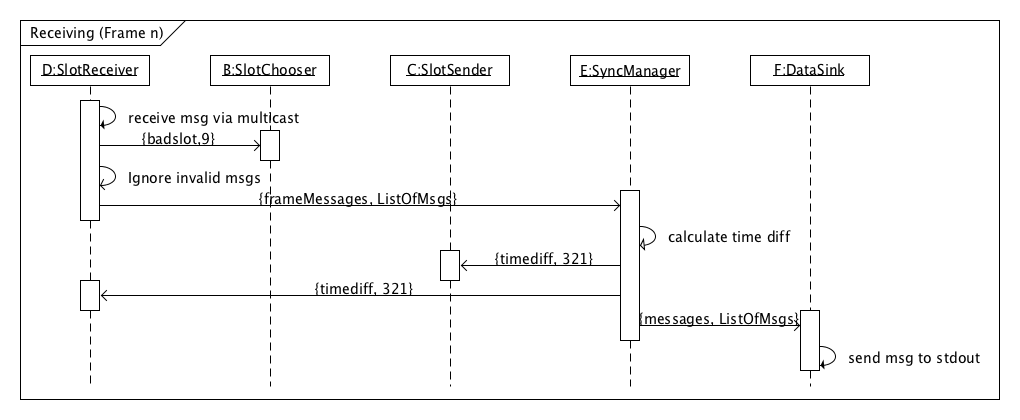 Receiving (Frame n)
D:SlotReceiver
B:SlotChooser
C:SlotSender
E:SyncManager
F:DataSink
receive msg via multicast
{badslot,9}
Ignore invalid msgs
{frameMessages, ListOfMsgs}
calculate time diff
{timediff, 321}
{timediff, 321}
{messages, ListOfMsgs}
send msg to stdout